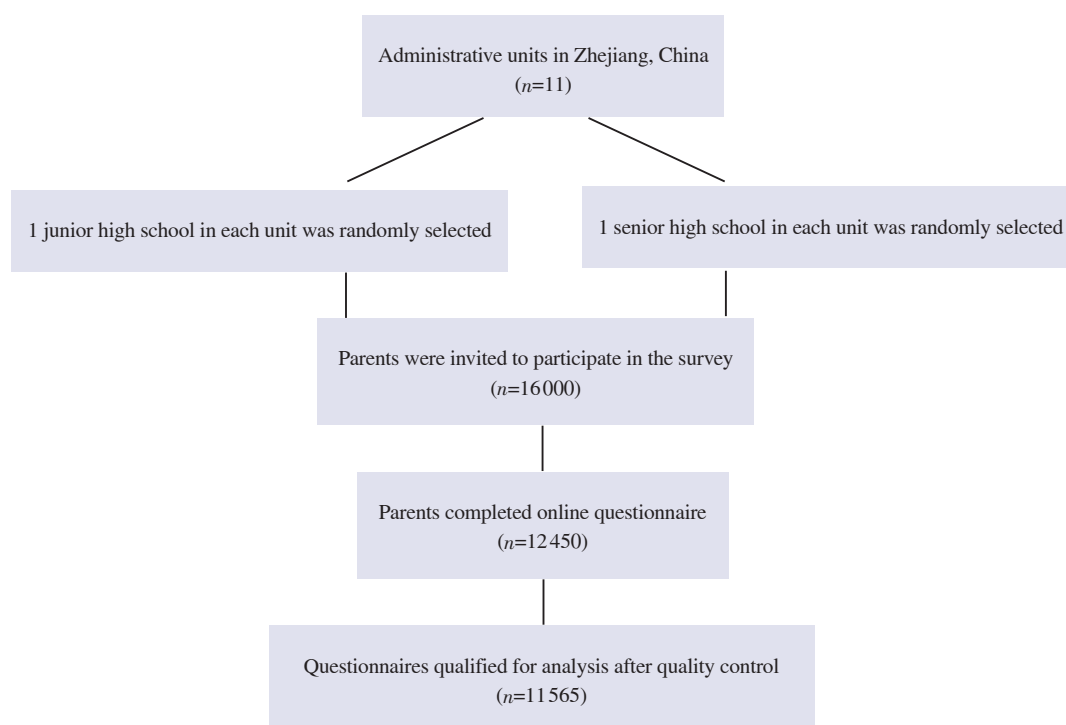 Administrative units in Zhejiang, China
(n=11)
1 junior high school in each unit was randomly selected
1 senior high school in each unit was randomly selected
Parents were invited to participate in the survey
(n=16000)
Parents completed online questionnaire
(n=12450)
Questionnaires qualified for analysis after quality control
(n=11565)